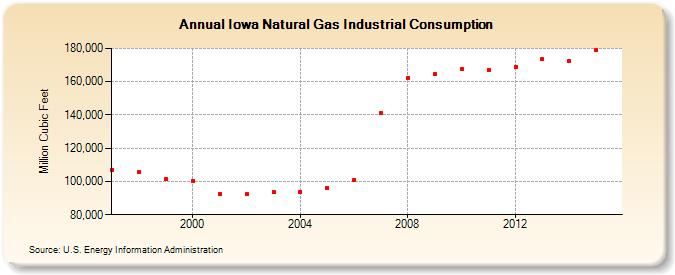 Annual Iowa Natural Gas Industrial Consumption
Million Cubic Feet
180,000
160,000
140,000
120,000
100,000
80,000
2000 2004 2008 2012
Source: U.S. Energy Information Administration